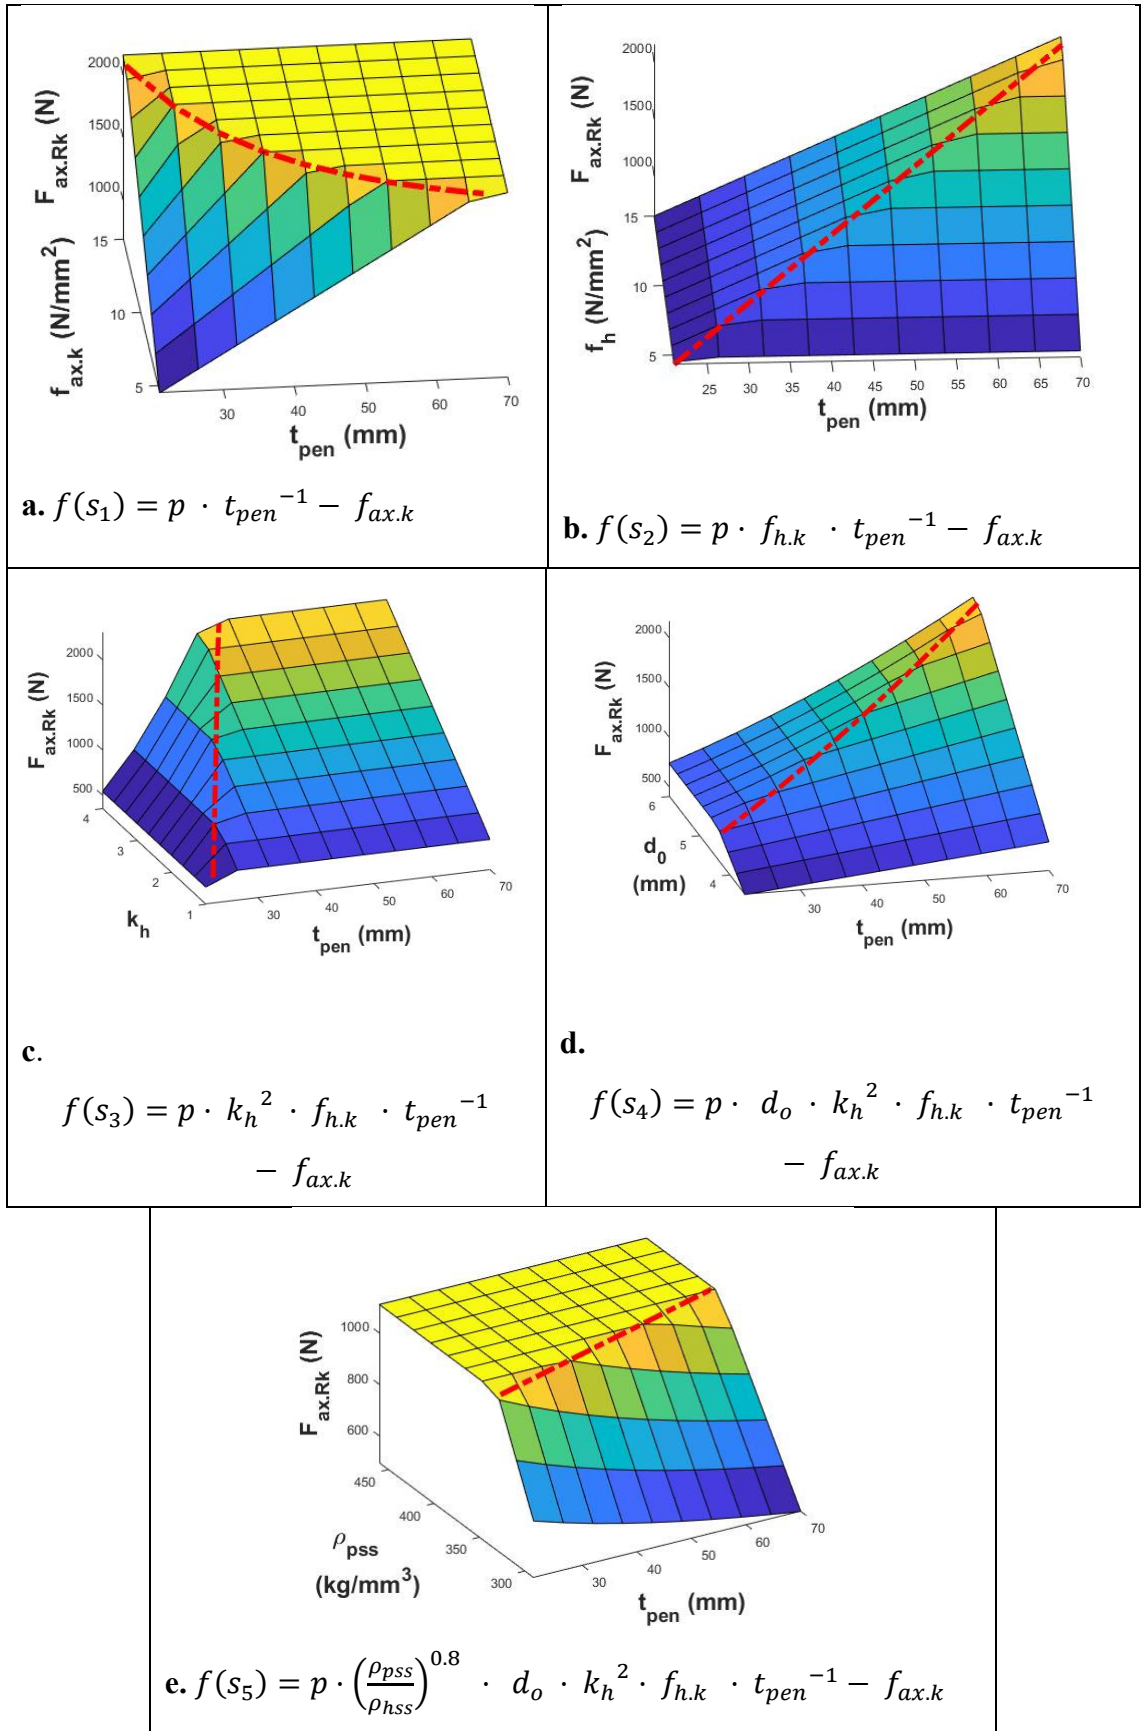 2000
1500
1000
15
10
5
F_ax.Rk (N)
f_ax.k (N/mm²)
30 40 50 60 70
t_pen (mm)
a. f(s₁) = p · t_pen⁻¹ − f_ax.k
2000
1500
1000
15
10
5
F_ax.Rk (N)
f_h (N/mm²)
25 30 35 40 45 50 55 60 65 70
t_pen (mm)
b. f(s₂) = p · f_h.k · t_pen⁻¹ − f_ax.k
2000
1500
1000
500
F_ax.Rk (N)
4
3
2
1
k_h
30 40 50 60 70
t_pen (mm)
c.
f(s₃) = p · k_h² · f_h.k · t_pen⁻¹
− f_ax.k
2000
1500
1000
500
F_ax.Rk (N)
6
5
4
d₀
(mm)
30 40 50 60 70
t_pen (mm)
d.
f(s₄) = p · d_o · k_h² · f_h.k · t_pen⁻¹
− f_ax.k
1000
800
600
F_ax.Rk (N)
450
400
350
300
ρ_pss
(kg/mm³)
30 40 50 60 70
t_pen (mm)
e. f(s₅) = p · (ρ_pss/ρ_hss)^0.8 · d_o · k_h² · f_h.k · t_pen⁻¹ − f_ax.k